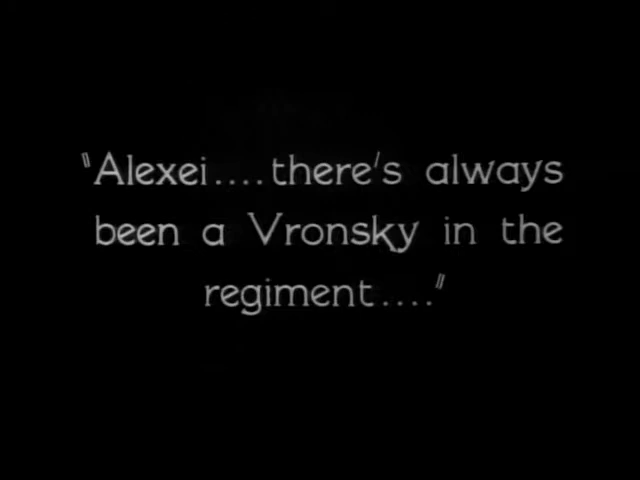 "Alexei....there's always
been a Vronsky in the
regiment...."